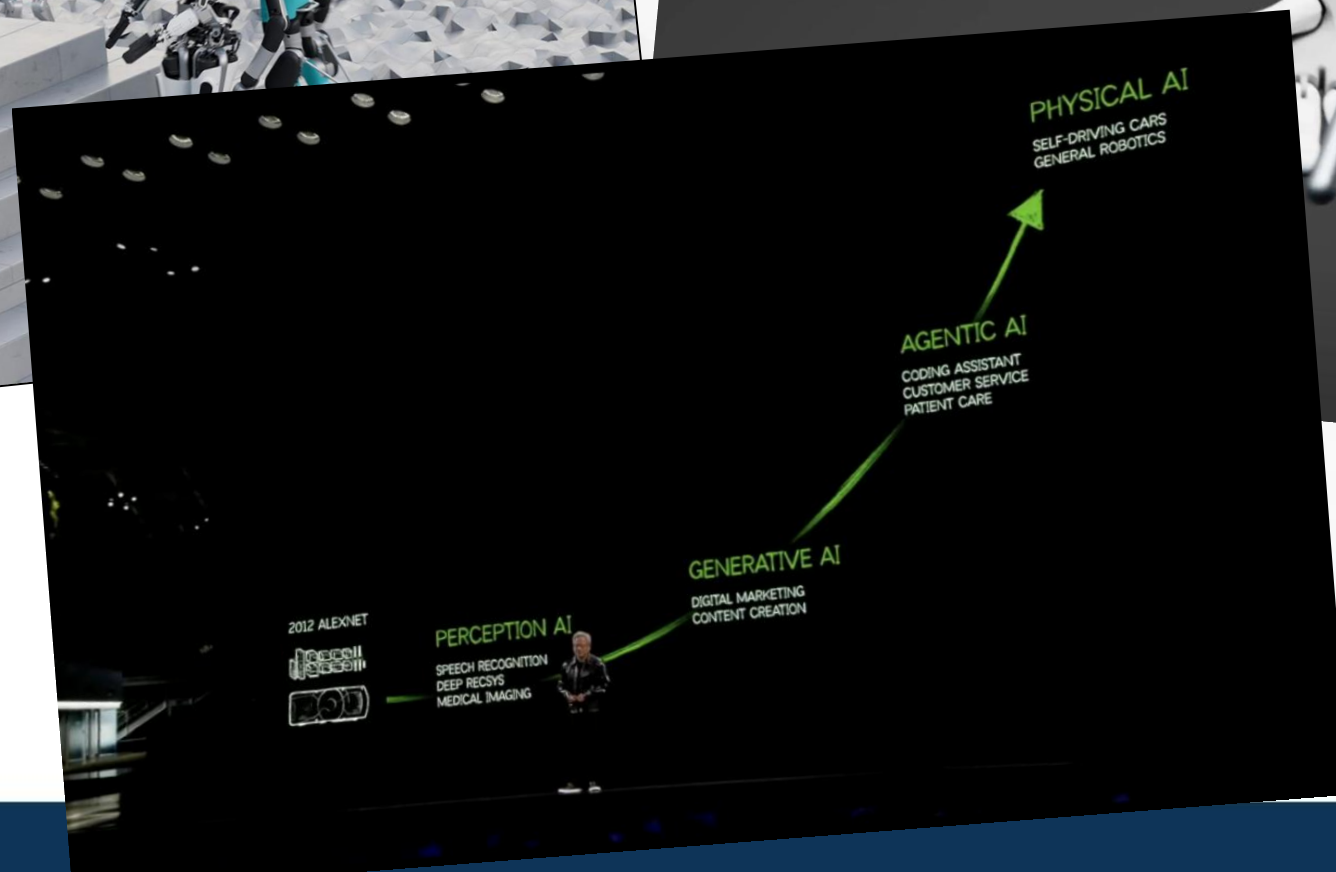 PHYSICAL AI
SELF-DRIVING CARS
GENERAL ROBOTICS
AGENTIC AI
CODING ASSISTANT
CUSTOMER SERVICE
PATIENT CARE
GENERATIVE AI
DIGITAL MARKETING
CONTENT CREATION
PERCEPTION AI
SPEECH RECOGNITION
DEEP RECSYS
MEDICAL IMAGING
2012 ALEXNET